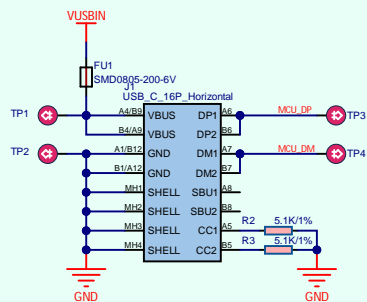 VUSBIN
FU1
SMD0805-200-6V
J1
USB_C_16P_Horizontal
TP1 A4/B9 VBUS DP1 A6 MCU_DP TP3
B4/A9 VBUS DP2 B6
TP2 A1/B12 GND DM1 A7 MCU_DM TP4
B1/A12 GND DM2 B7
MH1 SHELL SBU1 A8
MH2 SHELL SBU2 B8
R2 5.1K/1%
MH3 SHELL CC1 A5
R3 5.1K/1%
MH4 SHELL CC2 B5
GND GND